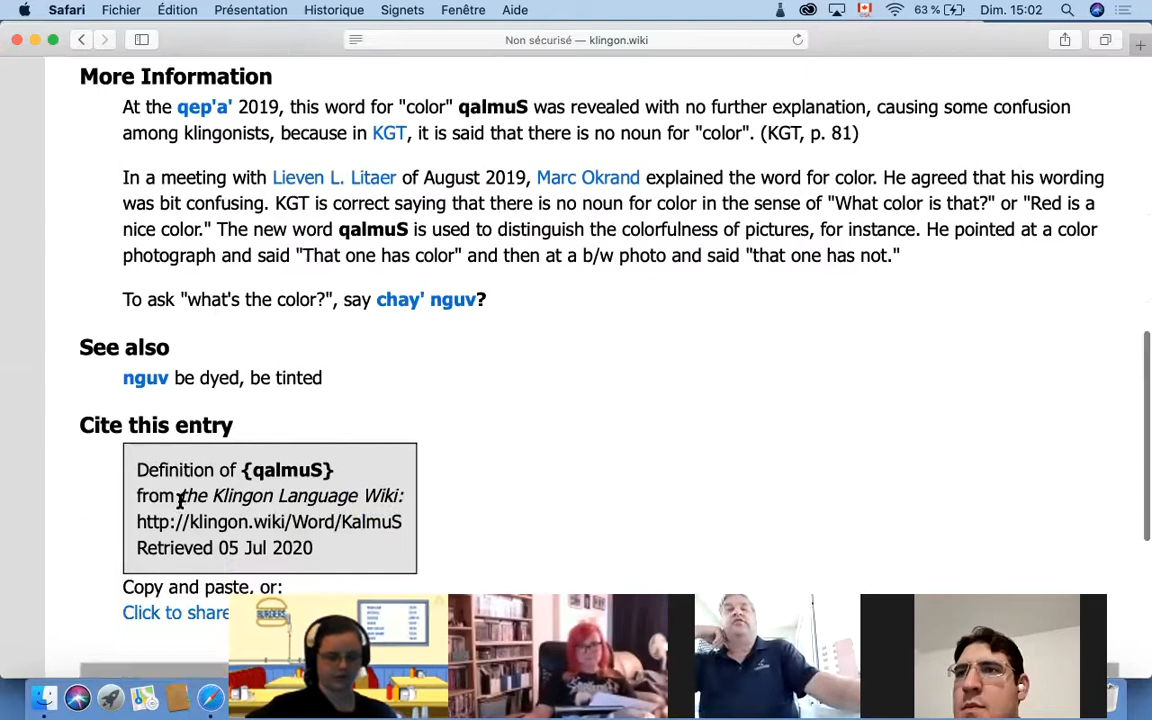 Safari Fichier Édition Présentation Historique Signets Fenêtre Aide 63 % Dim. 15:02
Non sécurisé — klingon.wiki
More Information
At the qep'a' 2019, this word for "color" qalmuS was revealed with no further explanation, causing some confusion
among klingonists, because in KGT, it is said that there is no noun for "color". (KGT, p. 81)
In a meeting with Lieven L. Litaer of August 2019, Marc Okrand explained the word for color. He agreed that his wording
was bit confusing. KGT is correct saying that there is no noun for color in the sense of "What color is that?" or "Red is a
nice color." The new word qalmuS is used to distinguish the colorfulness of pictures, for instance. He pointed at a color
photograph and said "That one has color" and then at a b/w photo and said "that one has not."
To ask "what's the color?", say chay' nguv?
See also
nguv be dyed, be tinted
Cite this entry
Definition of {qalmuS}
from the Klingon Language Wiki:
http://klingon.wiki/Word/KalmuS
Retrieved 05 Jul 2020
Copy and paste, or:
Click to share